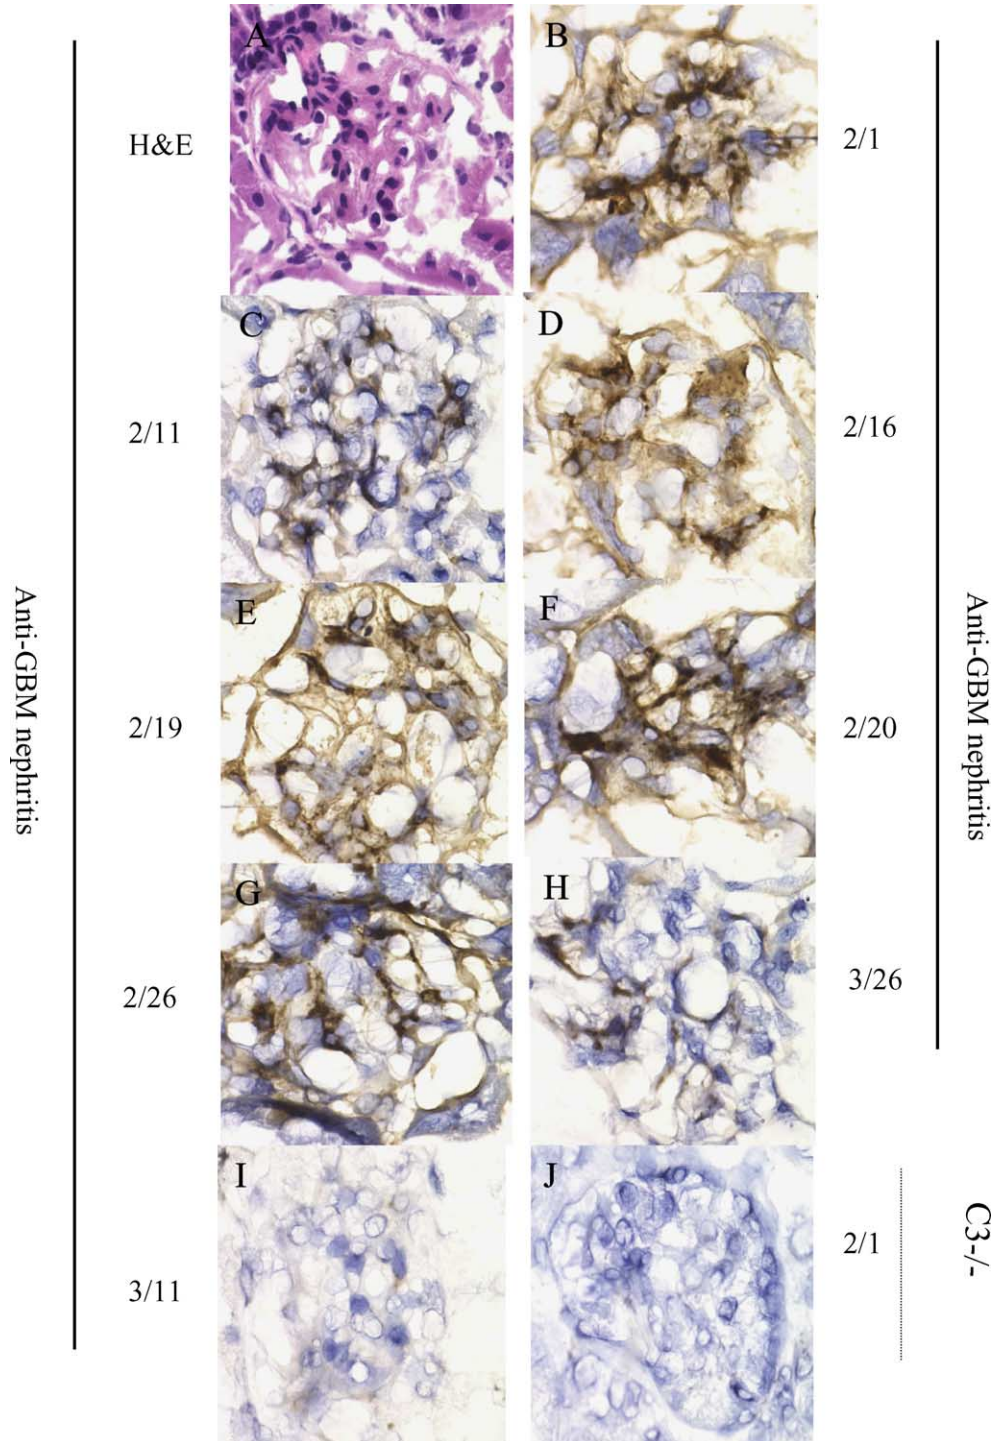 A
B
H&E
2/1
C
D
2/11
2/16
E
F
2/19
2/20
G
H
2/26
3/26
I
J
3/11
2/1
Anti-GBM nephritis
Anti-GBM nephritis
C3-/-